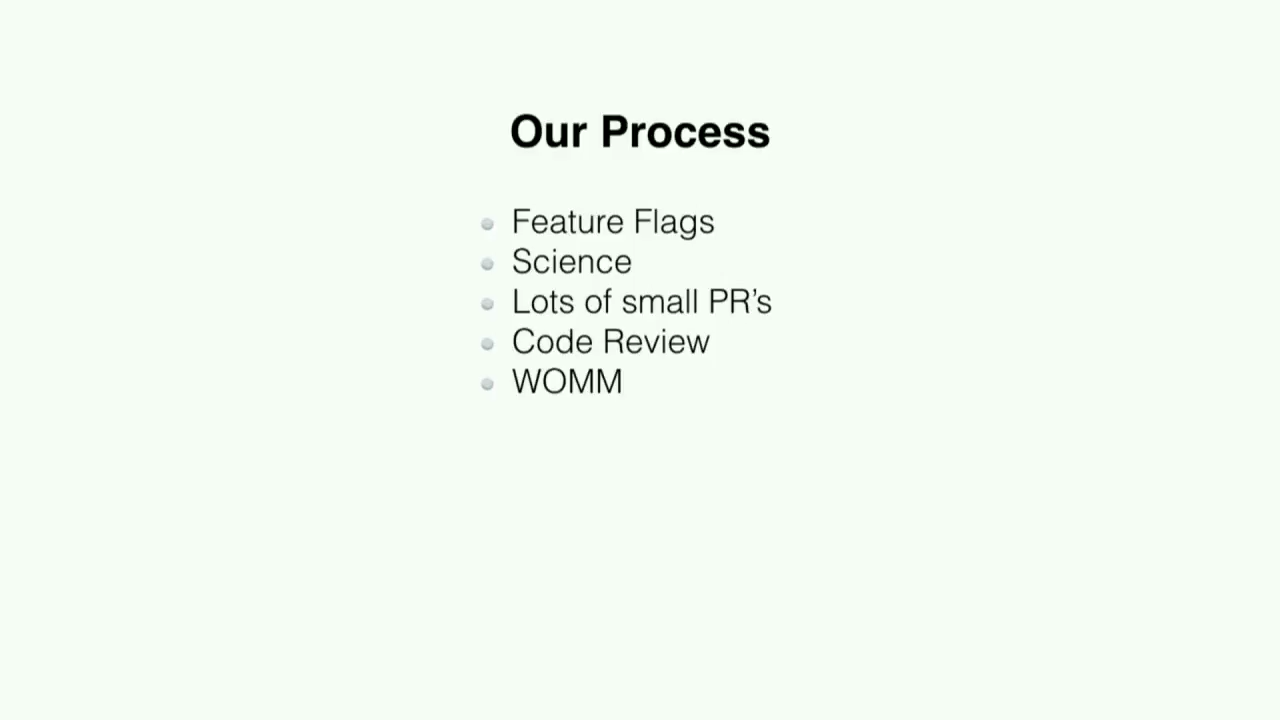 Our Process
Feature Flags
Science
Lots of small PR’s
Code Review
WOMM